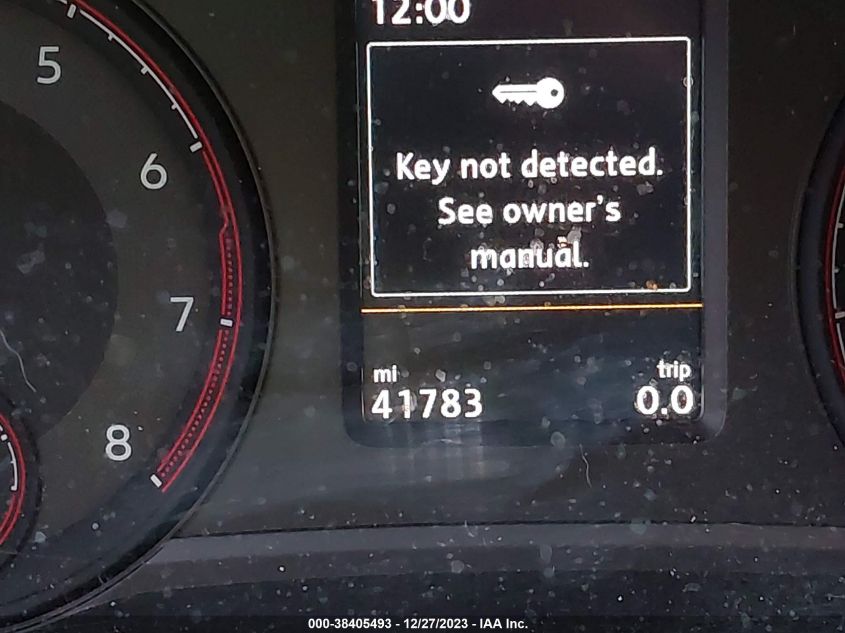 12:00
5
6
7
8
Key not detected.
See owner's
manual.
mi
trip
41783
0.0
000-38405493 - 12/27/2023 - IAA Inc.